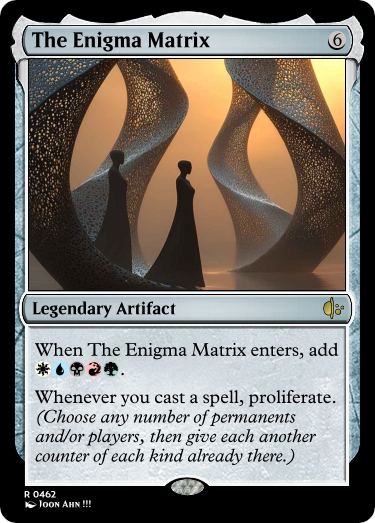 The Enigma Matrix 6
Legendary Artifact
When The Enigma Matrix enters, add
.
Whenever you cast a spell, proliferate.
(Choose any number of permanents
and/or players, then give each another
counter of each kind already there.)
R 0462
Joon Ahn !!!